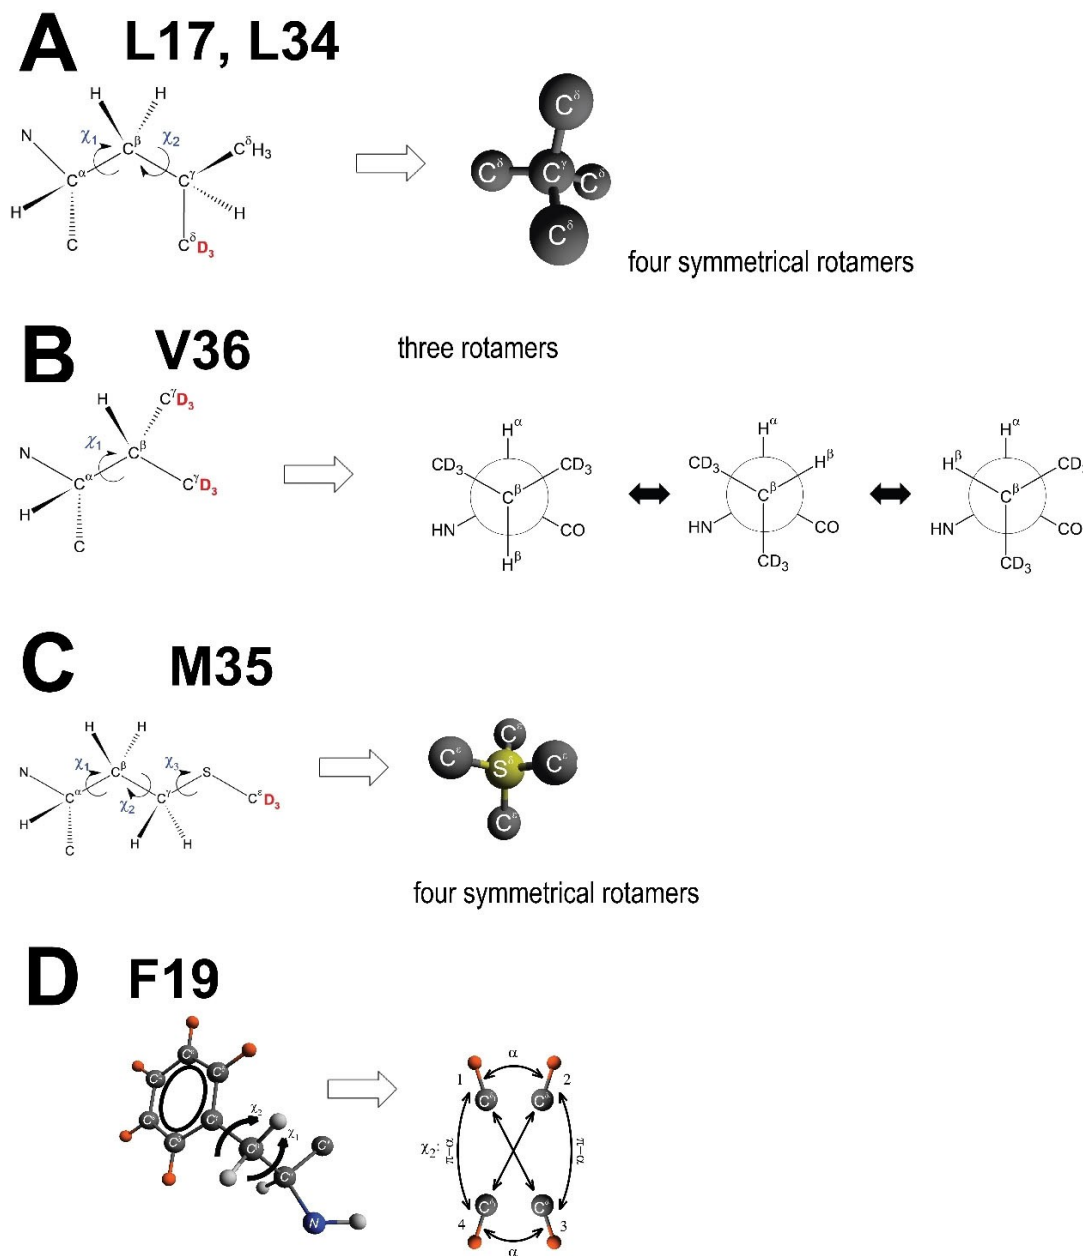 A L17, L34
H H
N χ1 Cβ χ2 CδH3
Cα Cγ
H H
C CδD3
Cδ
Cδ Cγ Cδ
Cδ
four symmetrical rotamers
B V36
three rotamers
CγD3
H
N χ1 Cβ
Cα CγD3
H
C
Hα
CD3 CD3
Cβ
HN CO
Hβ
Hα
CD3 Hβ
Cβ
HN CO
CD3
Hα
Hβ CD
Cβ
HN CO
CD3
C M35
H H
N χ1 Cβ χ3 S
Cα χ2 Cγ CεD3
H
C H H
Cε
Cε Sδ Cε
Cε
four symmetrical rotamers
D F19
χ2
χ1
N
α
1 2
χ2: π–α π–α
4 3
α